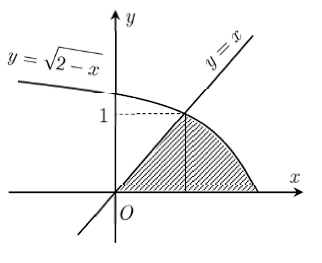 y
y = √(2 − x)
y = x
1
x
O